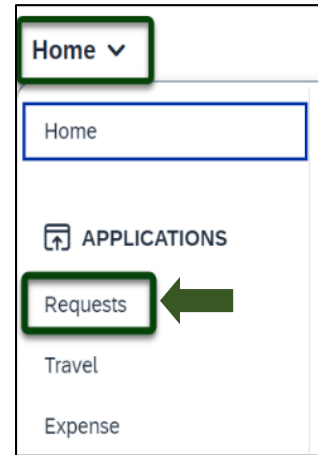 Home
Home
APPLICATIONS
Requests
Travel
Expense